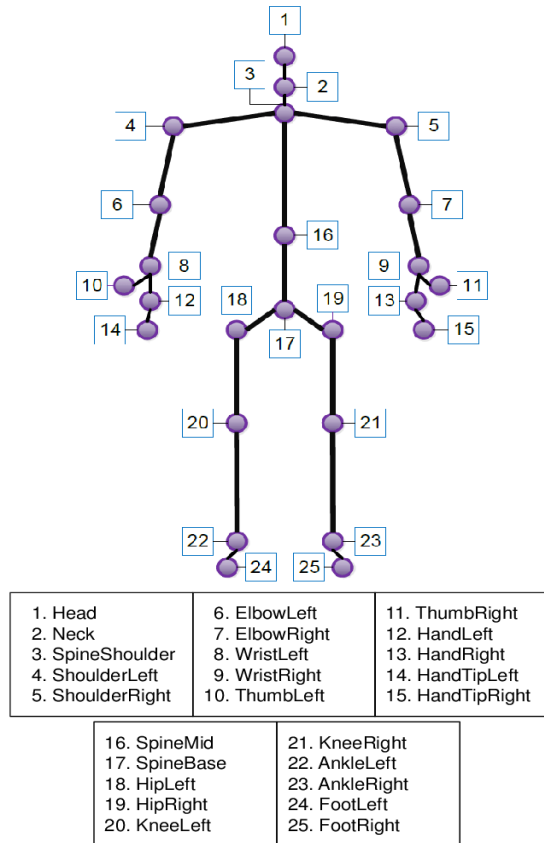 1
3
2
4
5
6
7
16
8
9
10
11
12
13
18
19
14
15
17
20
21
22
23
24
25
1. Head
2. Neck
3. SpineShoulder
4. ShoulderLeft
5. ShoulderRight
6. ElbowLeft
7. ElbowRight
8. WristLeft
9. WristRight
10. ThumbLeft
11. ThumbRight
12. HandLeft
13. HandRight
14. HandTipLeft
15. HandTipRight
16. SpineMid
17. SpineBase
18. HipLeft
19. HipRight
20. KneeLeft
21. KneeRight
22. AnkleLeft
23. AnkleRight
24. FootLeft
25. FootRight